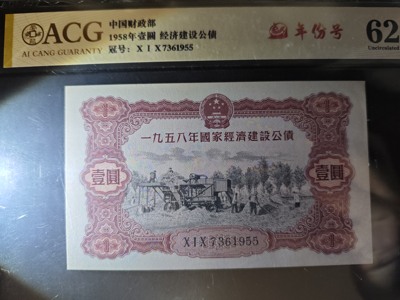 ACG
AI CANG GUARANTY
中国财政部
1958年壹圆 经济建设公债
冠号: X I X7361955
年份号
62
Uncirculated
一九五八年國家經濟建設公債
壹圓
壹圓
XIX7361955